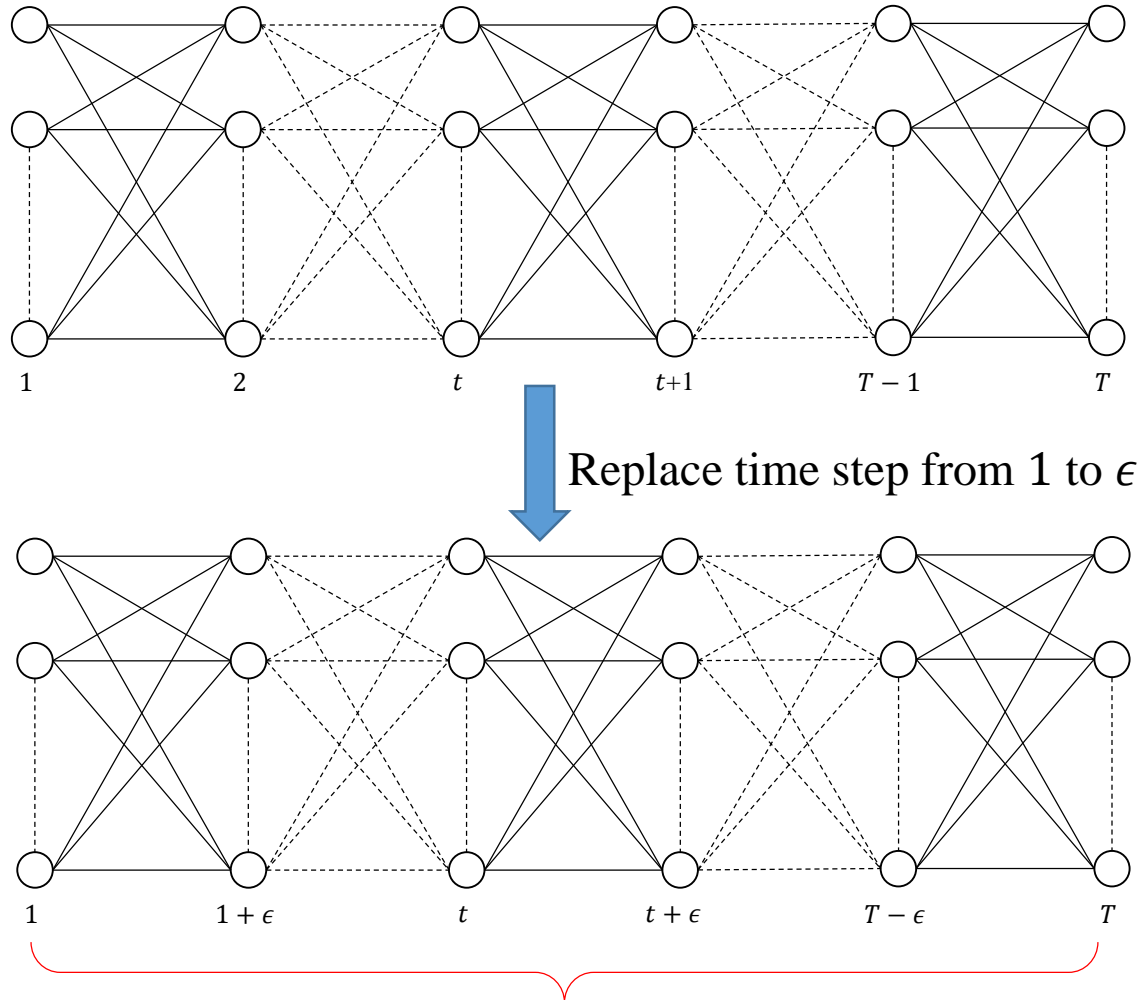 1 2 t t+1 T − 1 T
Replace time step from 1 to ϵ
1 1 + ϵ t t + ϵ T − ϵ T